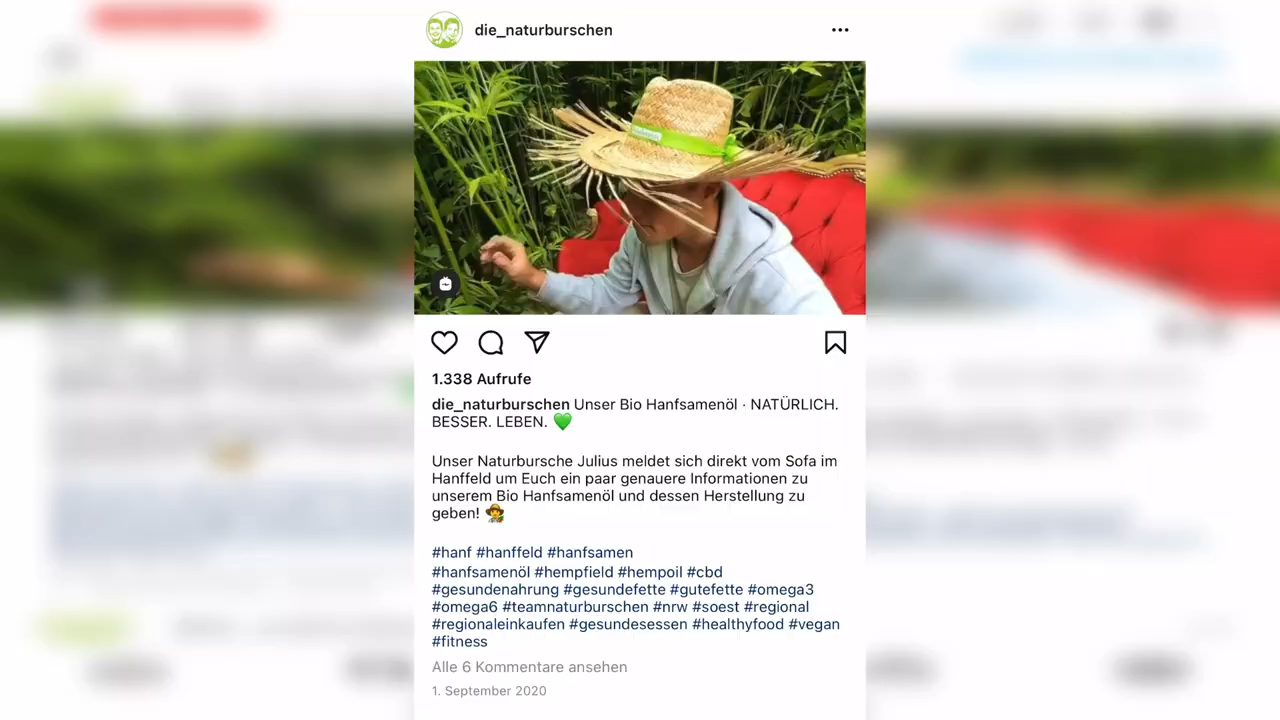 die_naturburschen
1.338 Aufrufe
die_naturburschen Unser Bio Hanfsamenöl · NATÜRLICH.
BESSER. LEBEN. 💚
Unser Naturbursche Julius meldet sich direkt vom Sofa im
Hanffeld um Euch ein paar genauere Informationen zu
unserem Bio Hanfsamenöl und dessen Herstellung zu
geben! 🧑‍🌾
#hanf #hanffeld #hanfsamen
#hanfsamenöl #hempfield #hempoil #cbd
#gesundenahrung #gesundefette #gutefette #omega3
#omega6 #teamnaturburschen #nrw #soest #regional
#regionaleinkaufen #gesundesessen #healthyfood #vegan
#fitness
Alle 6 Kommentare ansehen
1. September 2020